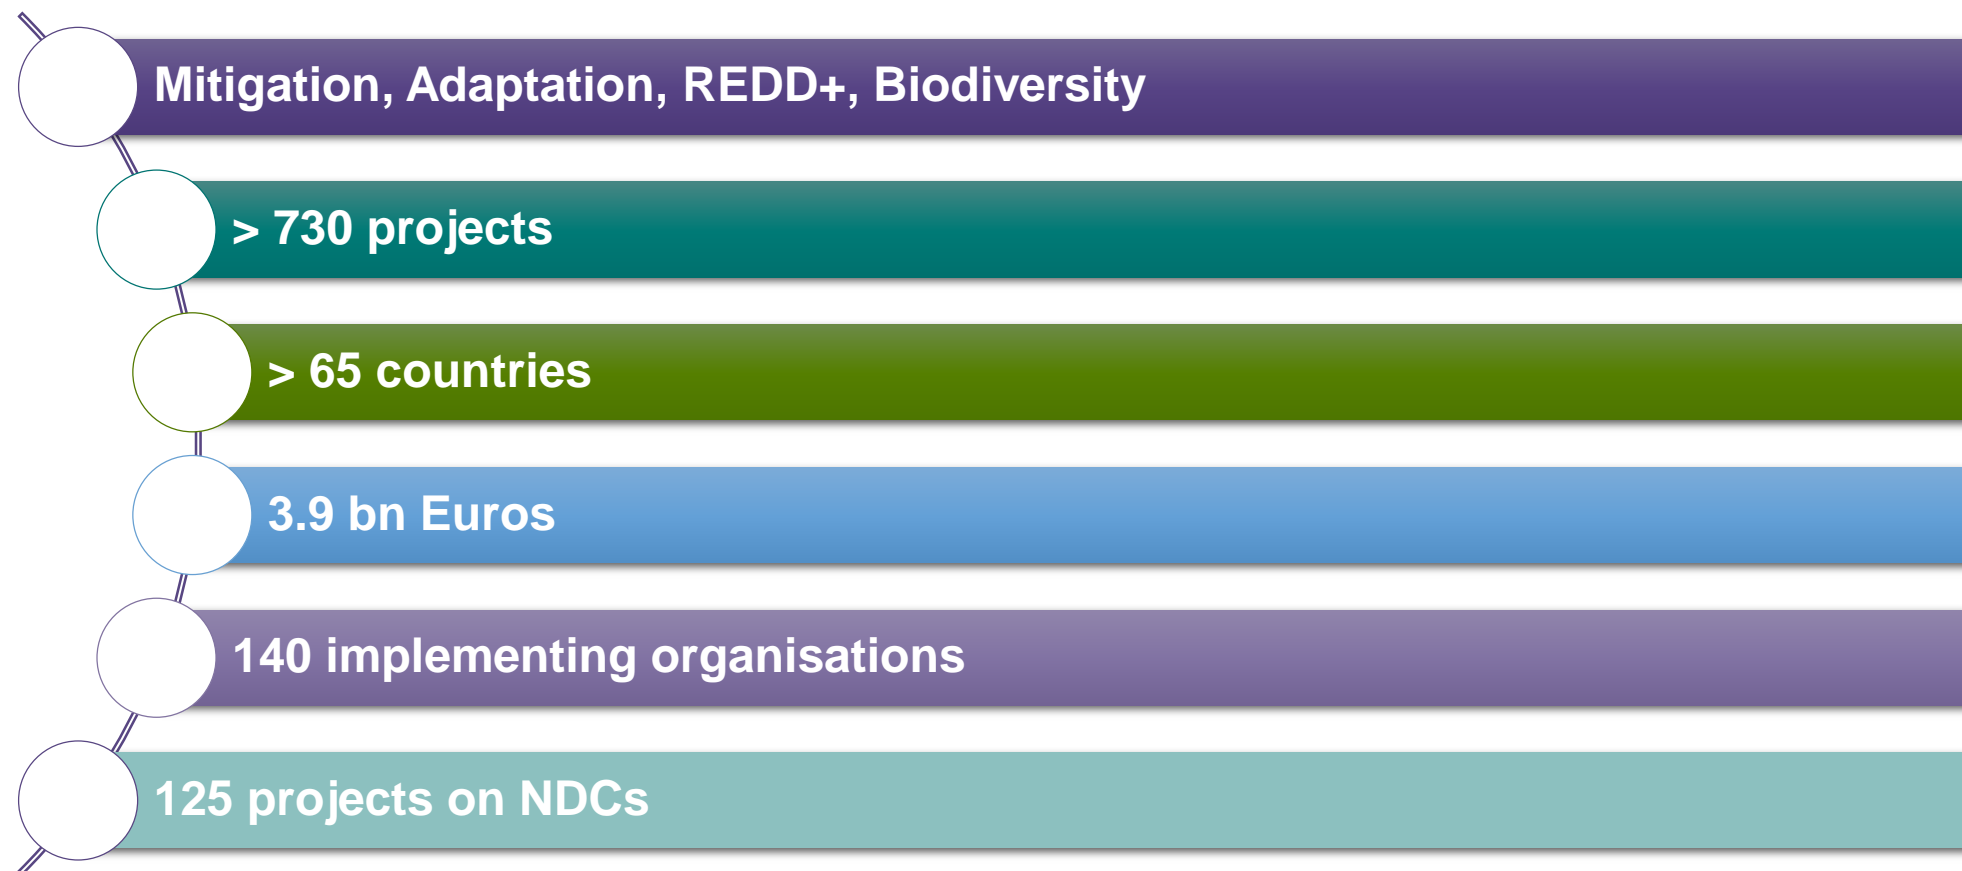 Mitigation, Adaptation, REDD+, Biodiversity
> 730 projects
> 65 countries
3.9 bn Euros
140 implementing organisations
125 projects on NDCs